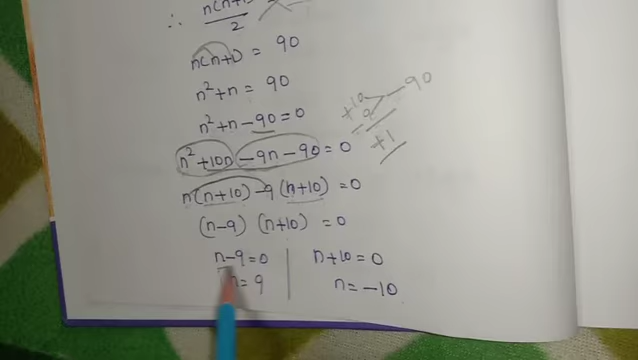 ∴ n(n+1)
2
n(n+1) = 90
n² + n = 90
n² + n - 90 = 0
+10 -9 -90
+1
n² + 10n - 9n - 90 = 0
n(n+10) - 9(n+10) = 0
(n-9) (n+10) = 0
n-9=0 n+10=0
n=9 n=-10